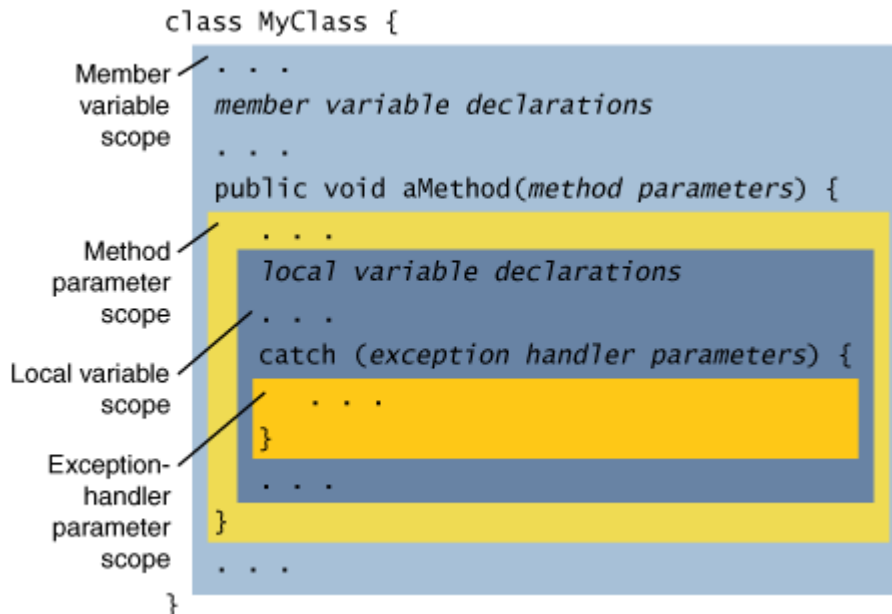 class MyClass {
Member
variable
scope
. . .
member variable declarations
. . .
public void aMethod(method parameters) {
Method
parameter
scope
. . .
local variable declarations
. . .
Local variable
scope
catch (exception handler parameters) {
. . .
}
Exception-
handler
parameter
scope
. . .
}
. . .
}